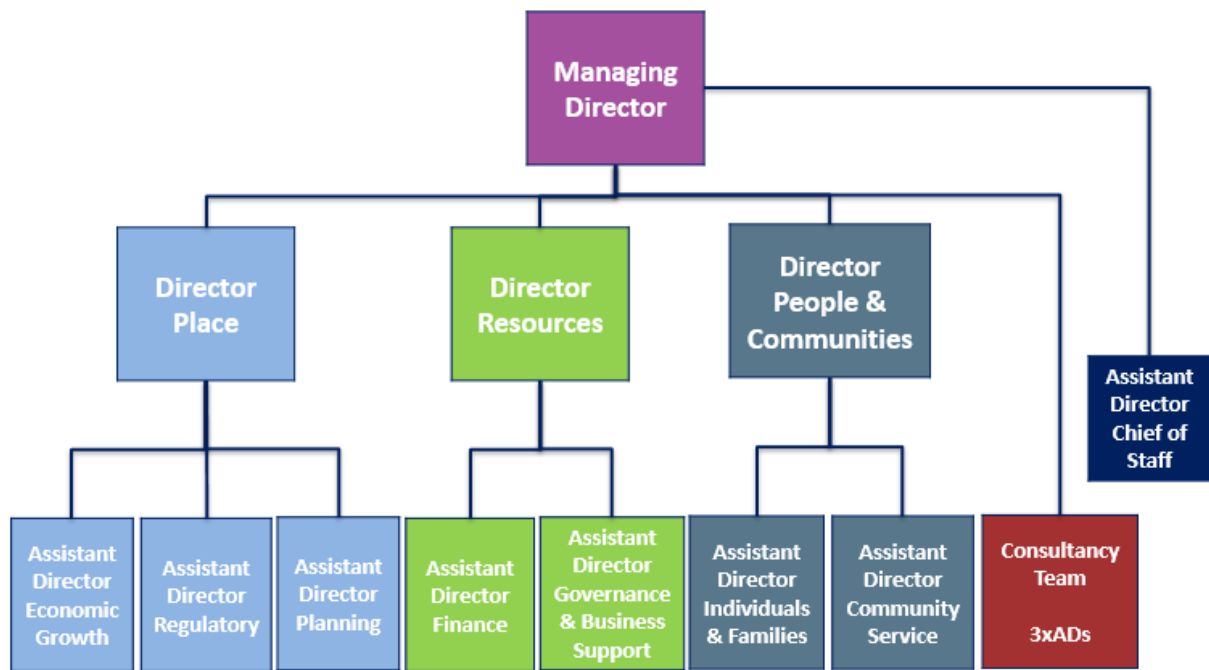 Managing
Director
Director
Place
Director
Resources
Director
People &
Communities
Assistant
Director
Chief of
Staff
Assistant
Director
Economic
Growth
Assistant
Director
Regulatory
Assistant
Director
Planning
Assistant
Director
Finance
Assistant
Director
Governance
& Business
Support
Assistant
Director
Individuals
& Families
Assistant
Director
Community
Service
Consultancy
Team
3xADs